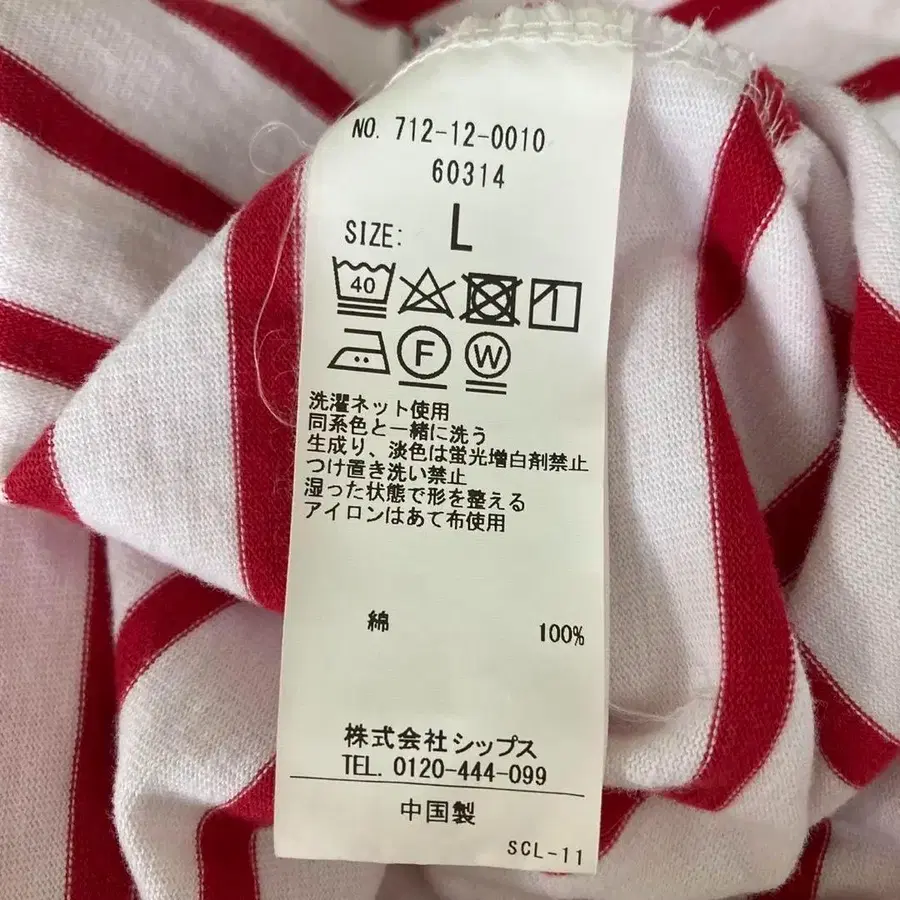 NO. 712-12-0010
60314
SIZE: L
40
F W
洗濯ネット使用
同系色と一緒に洗う
生成り、淡色は蛍光増白剤禁止
つけ置き洗い禁止
湿った状態で形を整える
アイロンはあて布使用
綿 100%
株式会社シップス
TEL. 0120-444-099
中国製
SCL-11